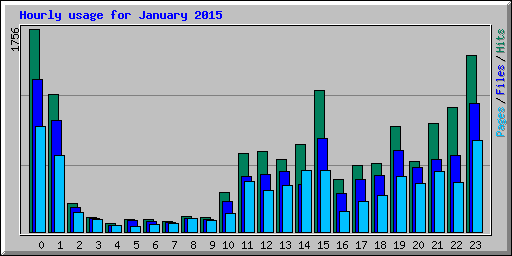 Hourly usage for January 2015
1756
Pages/Files/Hits
0 1 2 3 4 5 6 7 8 9 10 11 12 13 14 15 16 17 18 19 20 21 22 23